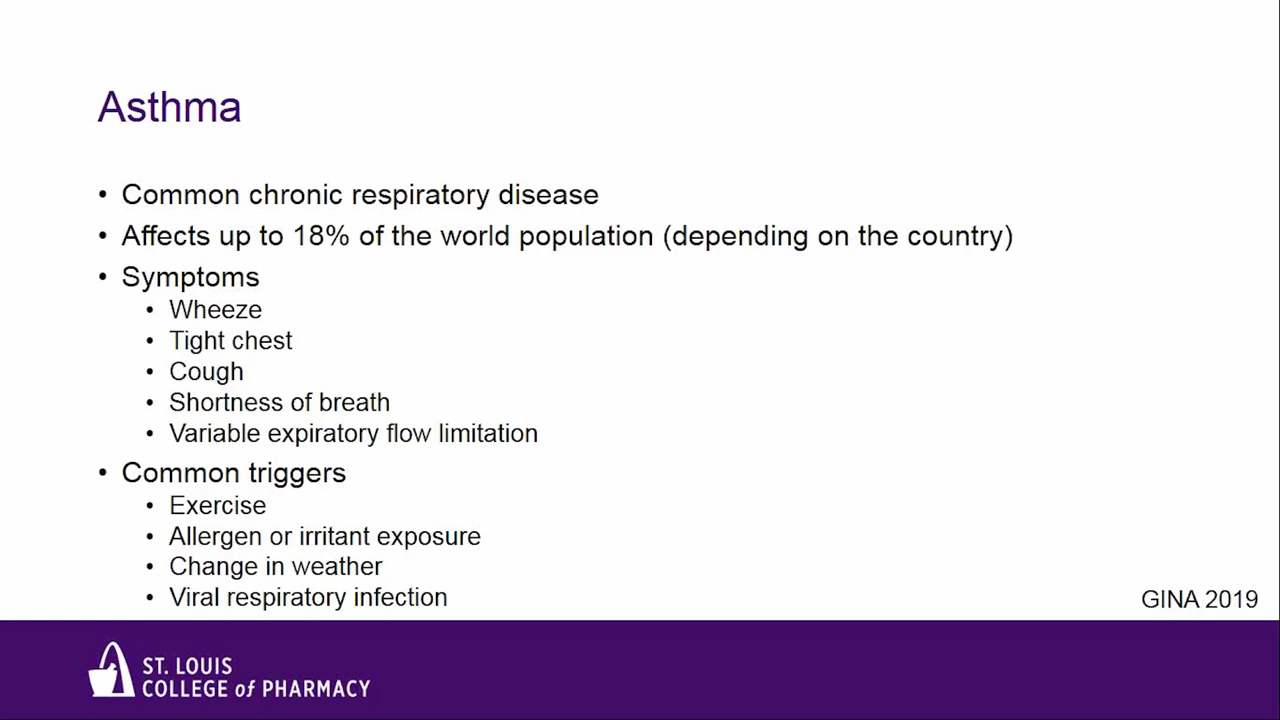 Asthma
• Common chronic respiratory disease
• Affects up to 18% of the world population (depending on the country)
• Symptoms
• Wheeze
• Tight chest
• Cough
• Shortness of breath
• Variable expiratory flow limitation
• Common triggers
• Exercise
• Allergen or irritant exposure
• Change in weather
• Viral respiratory infection
GINA 2019
ST. LOUIS
COLLEGE of PHARMACY